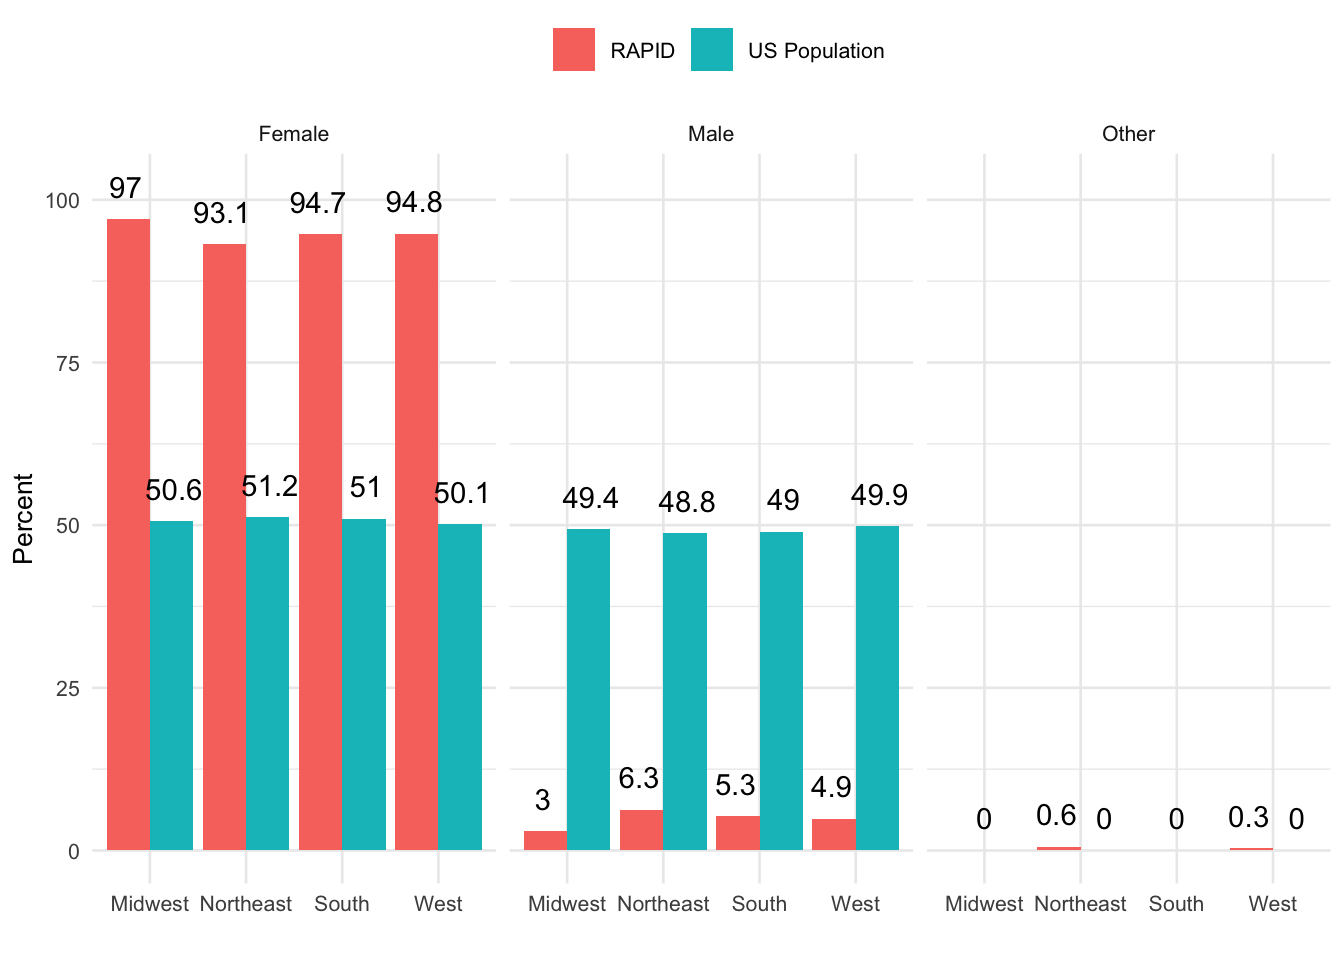 RAPID US Population
Female Male Other
Percent
100
75
50
25
0
97 93.1 94.7 94.8
50.6 51.2 51 50.1
49.4 48.8 49 49.9
3 6.3 5.3 4.9
0 0.6 0 0 0.3 0
Midwest Northeast South West Midwest Northeast South West Midwest Northeast South West